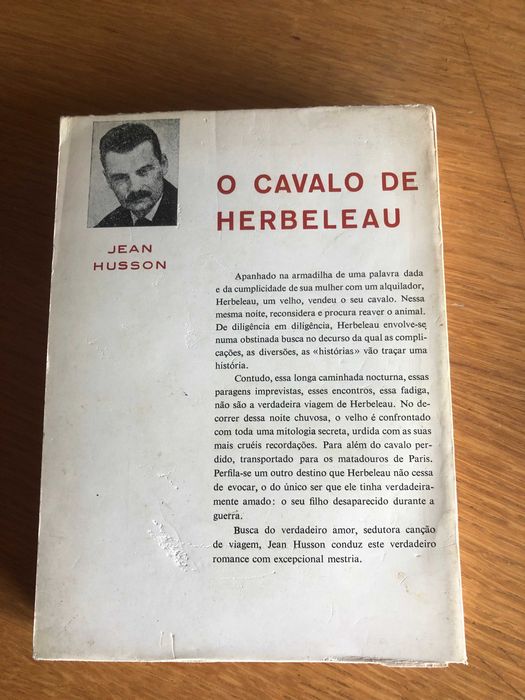 O CAVALO DE
HERBELEAU
JEAN
HUSSON
Apanhado na armadilha de uma palavra dada
e da cumplicidade de sua mulher com um alquilador,
Herbeleau, um velho, vendeu o seu cavalo. Nessa
mesma noite, reconsidera e procura reaver o animal.
De diligência em diligência, Herbeleau envolve-se
numa obstinada busca no decurso da qual as compli-
cações, as diversões, as «histórias» vão traçar uma
história.
Contudo, essa longa caminhada nocturna, essas
paragens imprevistas, esses encontros, essa fadiga,
não são a verdadeira viagem de Herbeleau. No de-
correr dessa noite chuvosa, o velho é confrontado
com toda uma mitologia secreta, urdida com as suas
mais cruéis recordações. Para além do cavalo per-
dido, transportado para os matadouros de Paris.
Perfila-se um outro destino que Herbeleau não cessa
de evocar, o do único ser que ele tinha verdadeira-
mente amado: o seu filho desaparecido durante a
guerra.
Busca do verdadeiro amor, sedutora canção
de viagem, Jean Husson conduz este verdadeiro
romance com excepcional mestria.